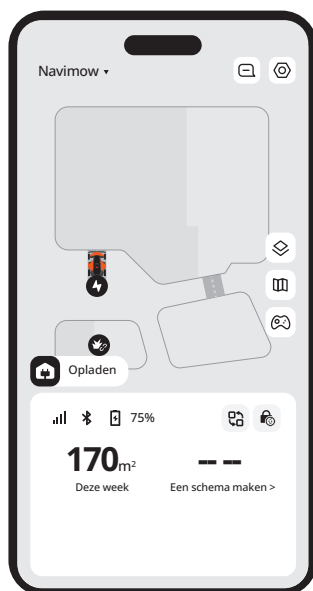 Navimow
Opladen
75%
170m²
-- --
Deze week
Een schema maken >